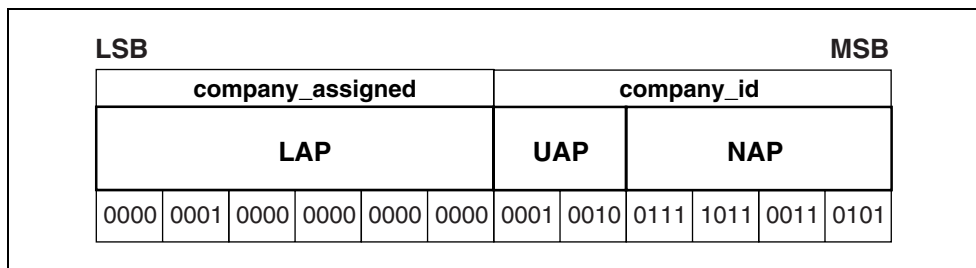 LSB MSB
company_assigned company_id
LAP UAP NAP
0000 0001 0000 0000 0000 0000 0001 0010 0111 1011 0011 0101